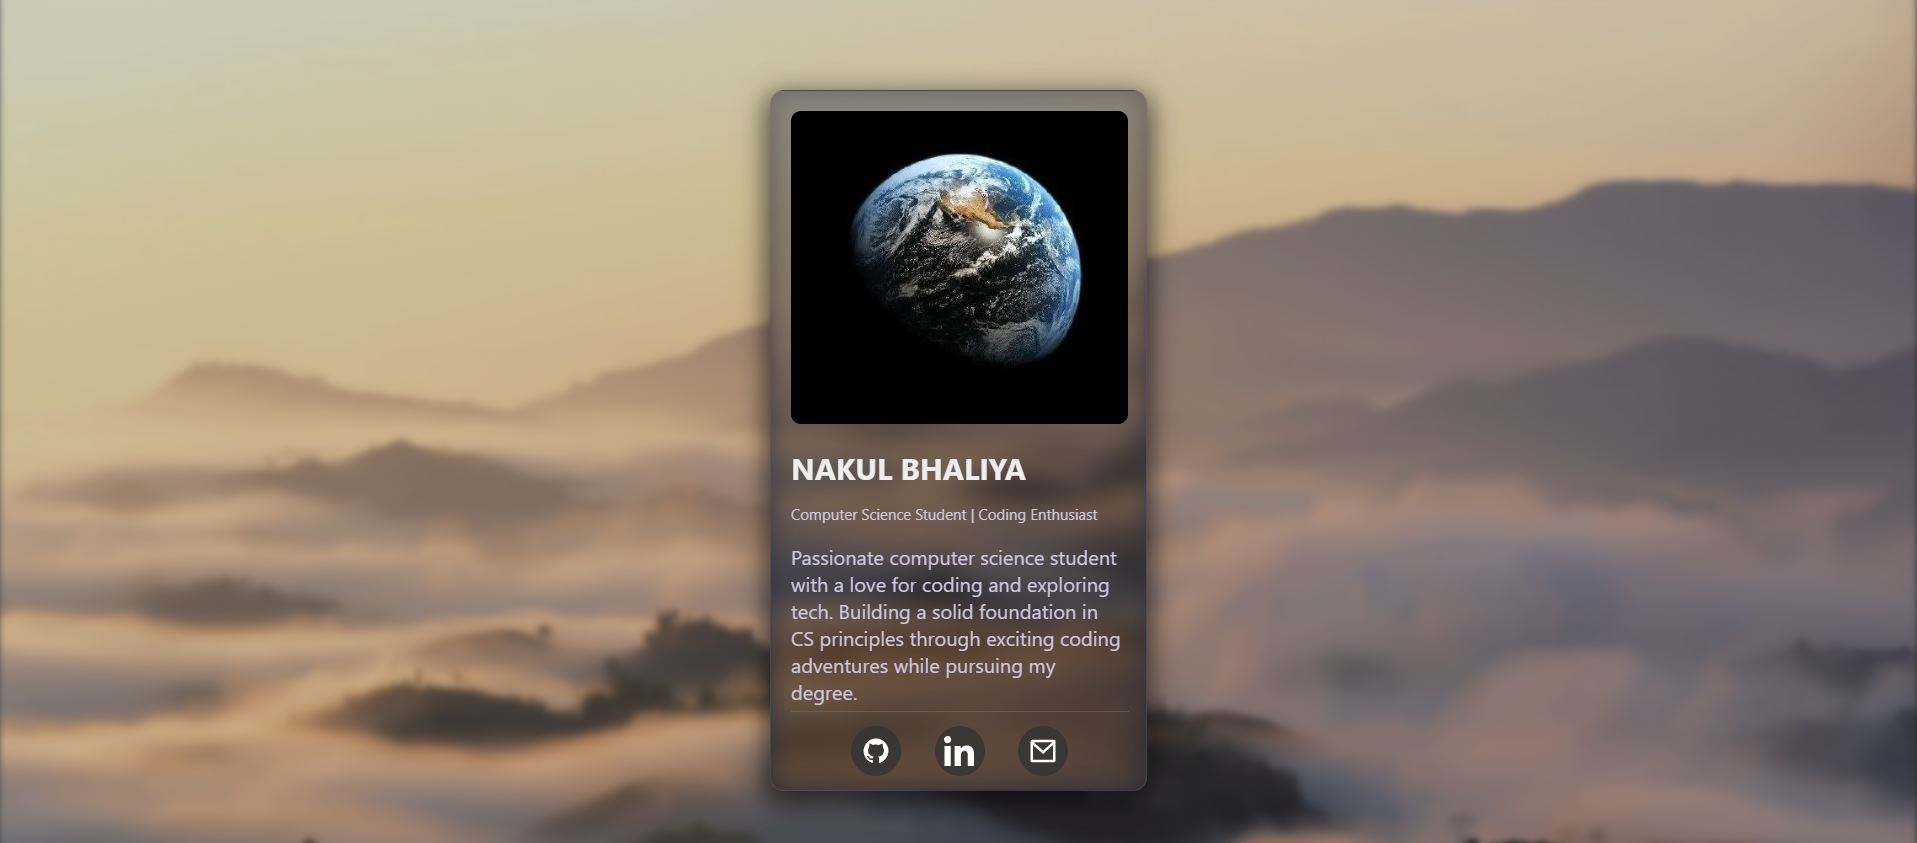 NAKUL BHALIYA
Computer Science Student | Coding Enthusiast
Passionate computer science student
with a love for coding and exploring
tech. Building a solid foundation in
CS principles through exciting coding
adventures while pursuing my
degree.
in